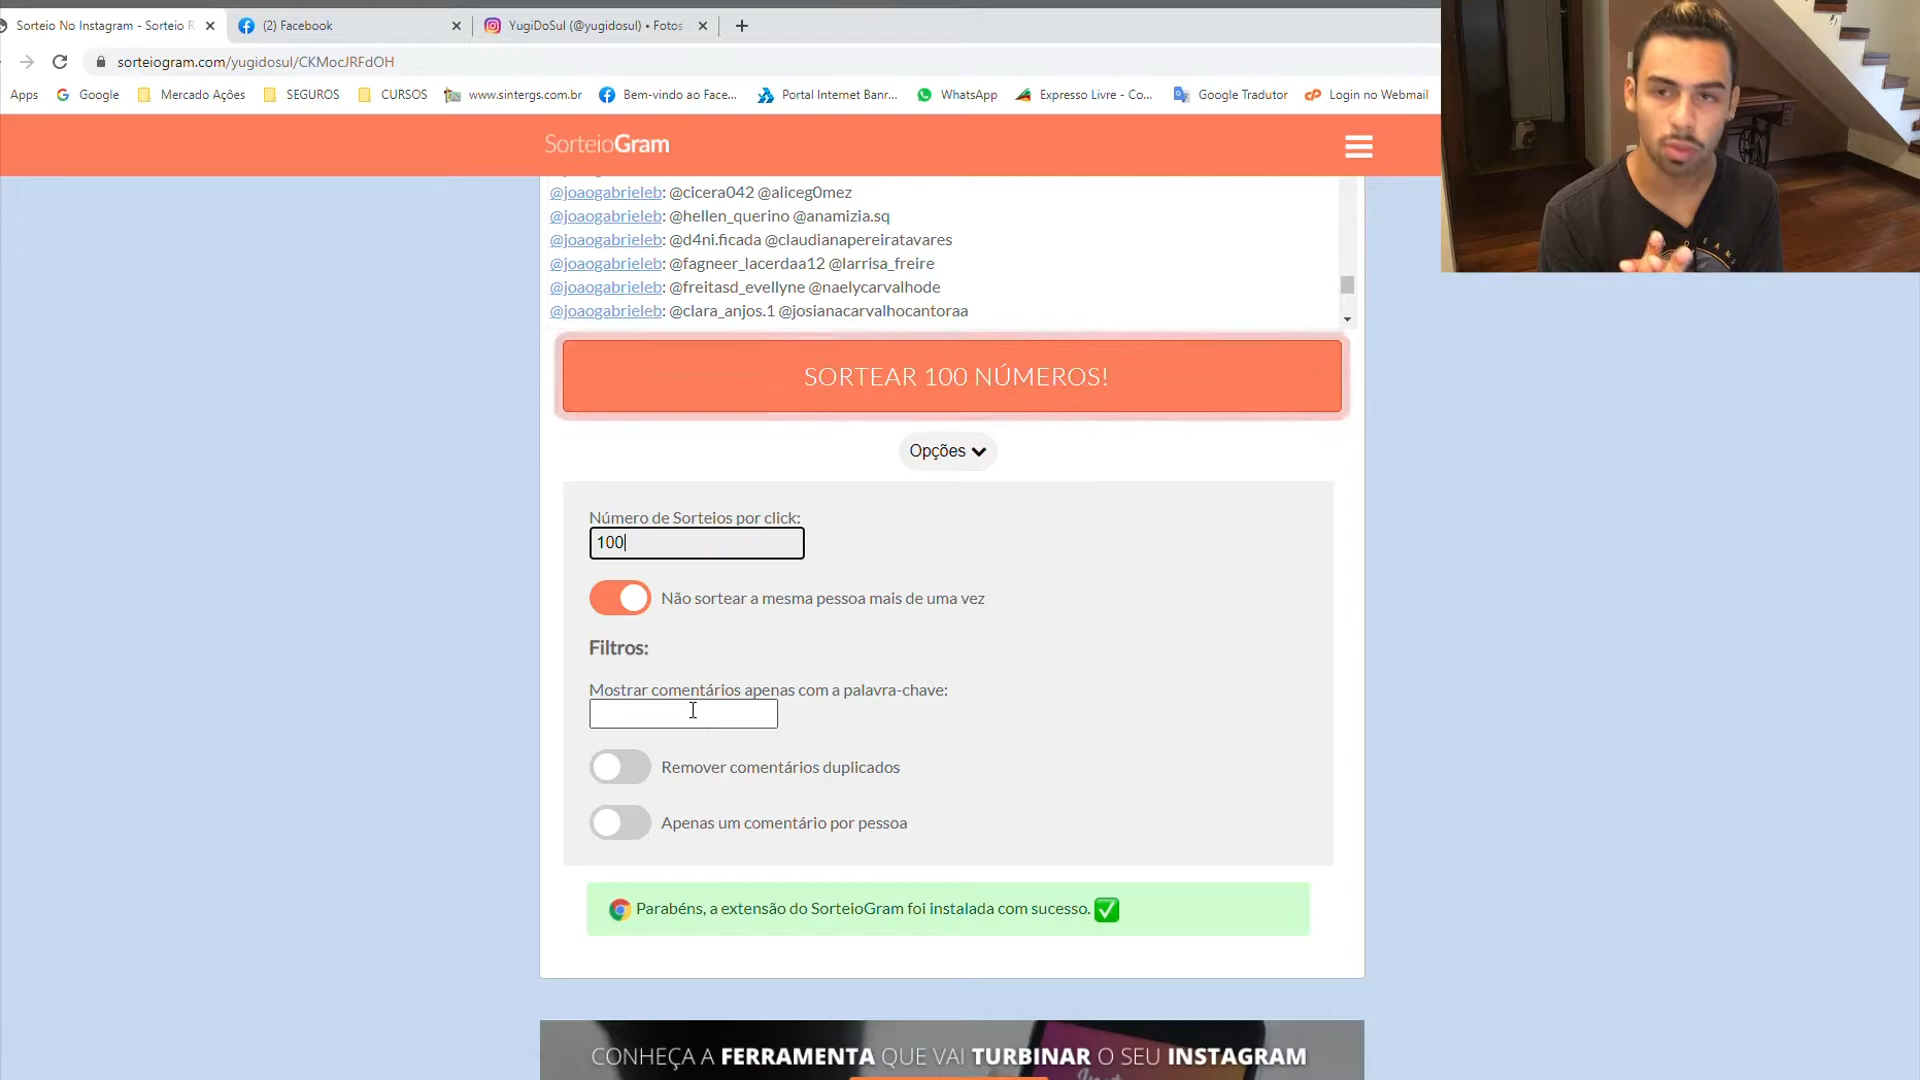 Sorteio No Instagram - Sorteio R
(2) Facebook
YugiDoSul (@yugidosul) • Fotos
sorteiogram.com/yugidosul/CKMocJRFdOH
Apps
Google
Mercado Ações
SEGUROS
CURSOS
www.sintergs.com.br
Bem-vindo ao Face...
Portal Internet Banr...
WhatsApp
Expresso Livre - Co...
Google Tradutor
Login no Webmail
SorteioGram
@joaogabrieleb: @cicera042 @aliceg0mez
@joaogabrieleb: @hellen_querino @anamizia.sq
@joaogabrieleb: @d4ni.ficada @claudianapereiratavares
@joaogabrieleb: @fagneer_lacerdaa12 @larrisa_freire
@joaogabrieleb: @freitasd_evellyne @naelycarvalhode
@joaogabrieleb: @clara_anjos.1 @josianacarvalhocantoraa
SORTEAR 100 NÚMEROS!
Opções
Número de Sorteios por click:
100
Não sortear a mesma pessoa mais de uma vez
Filtros:
Mostrar comentários apenas com a palavra-chave:
Remover comentários duplicados
Apenas um comentário por pessoa
Parabéns, a extensão do SorteioGram foi instalada com sucesso.
CONHEÇA A FERRAMENTA QUE VAI TURBINAR O SEU INSTAGRAM